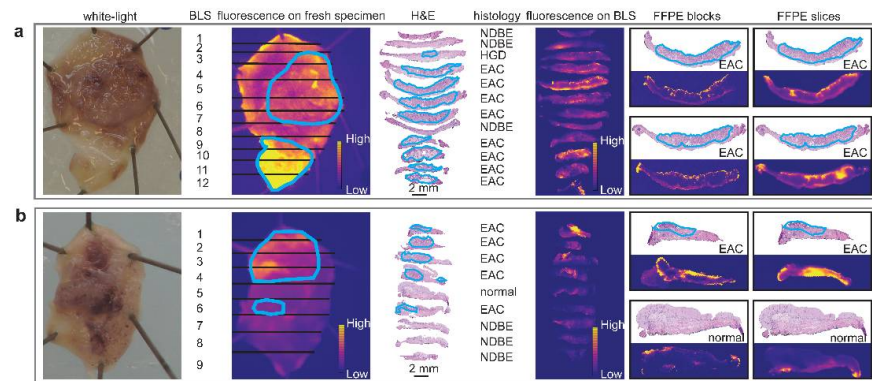 white-light BLS fluorescence on fresh specimen H&E histology fluorescence on BLS FFPE blocks FFPE slices
a
1
2
3
4
5
6
7
8
9
10
11
12
High
Low
2 mm
NDBE
NDBE
HGD
EAC
EAC
EAC
EAC
NDBE
EAC
EAC
EAC
EAC
High
Low
EAC
EAC
EAC
EAC
b
1
2
3
4
5
6
7
8
9
High
Low
2 mm
EAC
EAC
EAC
EAC
normal
EAC
NDBE
NDBE
NDBE
High
Low
EAC
EAC
normal
normal